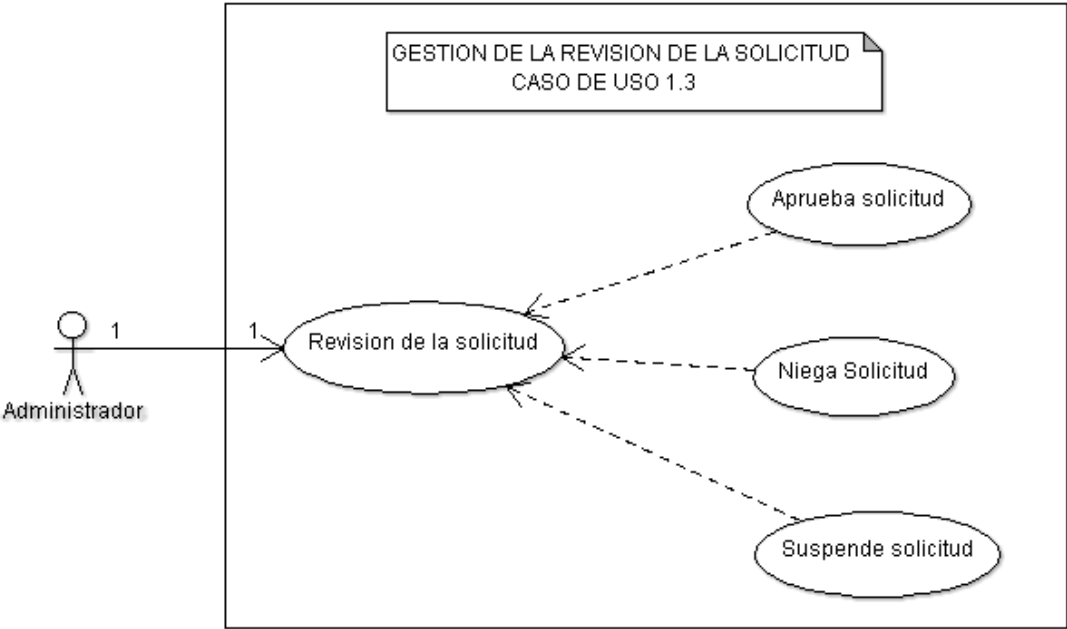 GESTION DE LA REVISION DE LA SOLICITUD
CASO DE USO 1.3
Aprueba solicitud
1
1
Revision de la solicitud
Niega Solicitud
Administrador
Suspende solicitud